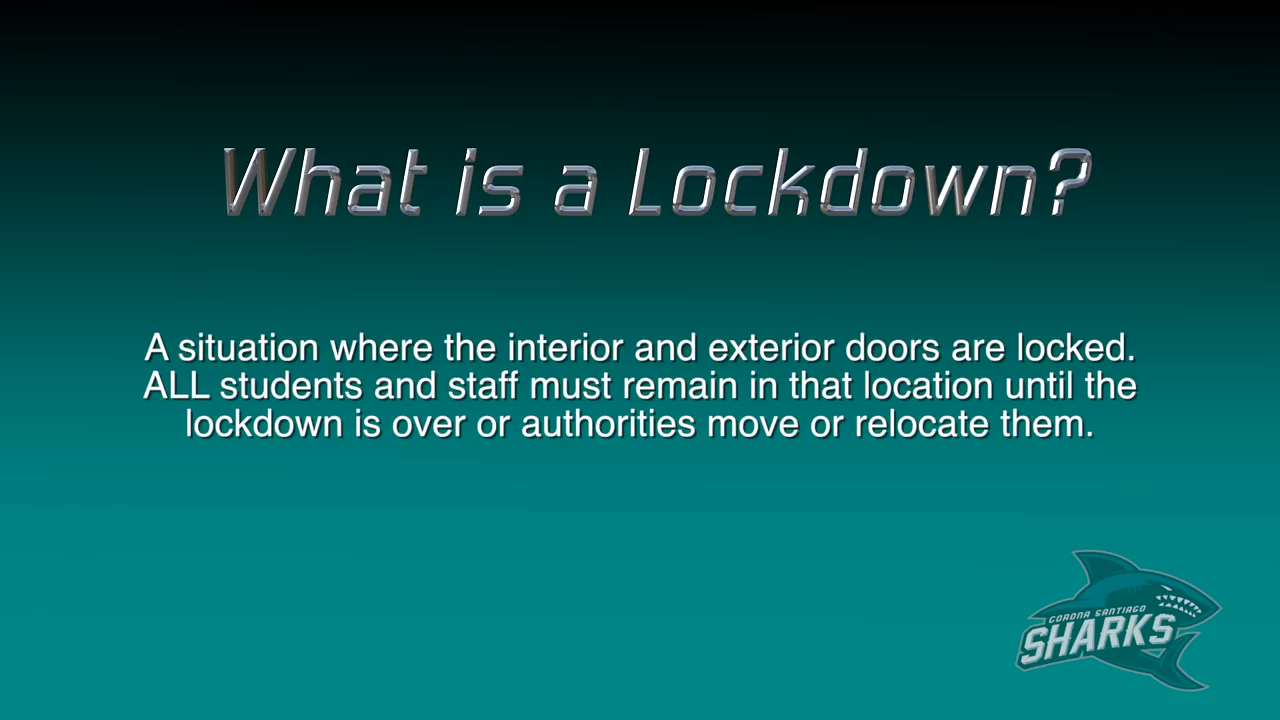 What is a Lockdown?
A situation where the interior and exterior doors are locked.
ALL students and staff must remain in that location until the
lockdown is over or authorities move or relocate them.
CORONA SANTIAGO
SHARKS